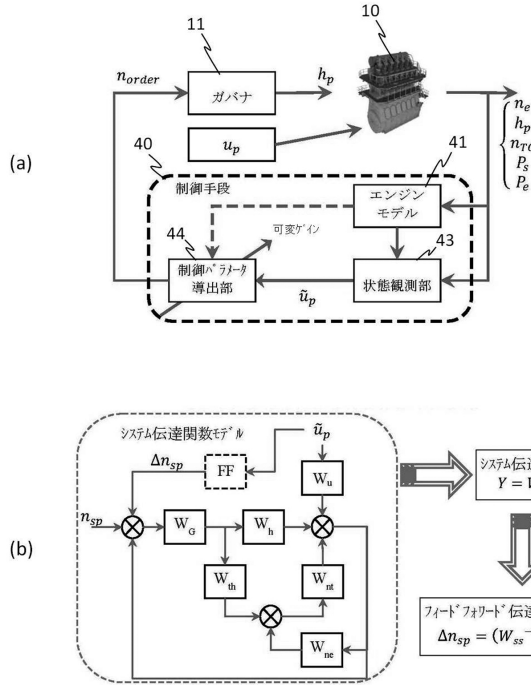 11
10
n_order
ガバナ
h_p
u_p
n_e
h_p
n_TC
P_s
P_e
(a)
40
制御手段
41
エンジン
モデル
可変ゲイン
44
43
制御パラメータ
導出部
ũ_p
状態観測部
システム伝達関数モデル
ũ_p
Δn_sp
FF
W_u
システム伝達
Y = W
n_sp
W_G
W_h
(b)
W_th
W_nt
W_ne
フィードフォワード伝達
Δn_sp = (W_ss⁻